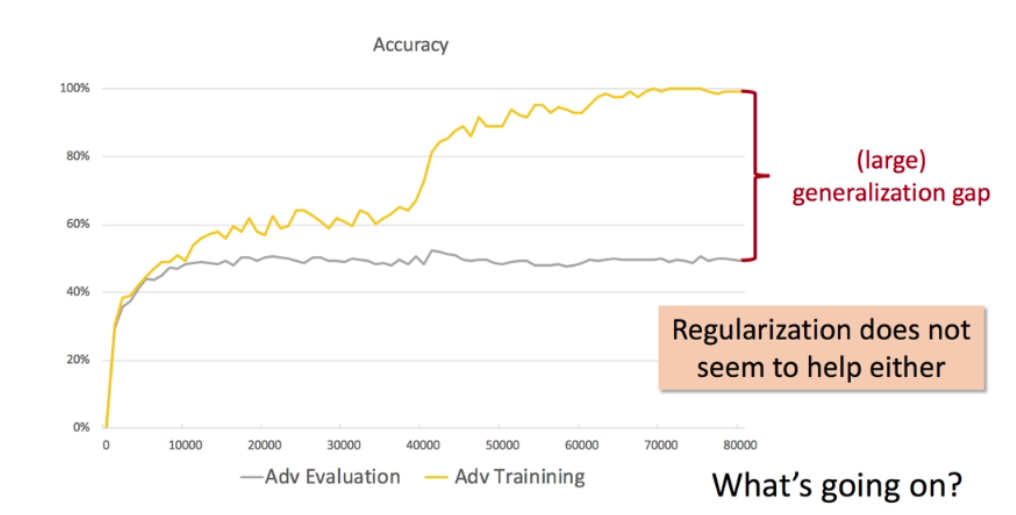 Accuracy
100%
80%
60%
40%
20%
0%
0 10000 20000 30000 40000 50000 60000 70000 80000
Adv Evaluation Adv Trainining
(large)
generalization gap
Regularization does not
seem to help either
What's going on?